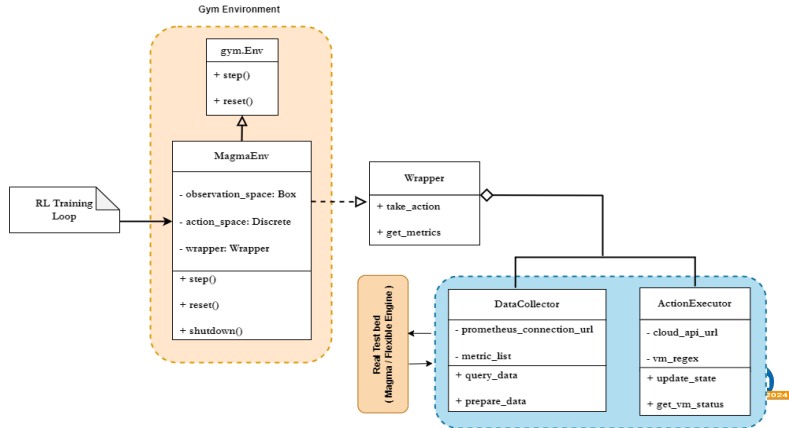 Gym Environment
gym.Env
+ step()
+ reset()
MagmaEnv
- observation_space: Box
- action_space: Discrete
- wrapper: Wrapper
+ step()
+ reset()
+ shutdown()
RL Training
Loop
Wrapper
+ take_action
+ get_metrics
Real Test bed
( Magma / Flexible Engine )
DataCollector
- prometheus_connection_url
- metric_list
+ query_data
+ prepare_data
ActionExecutor
- cloud_api_url
- vm_regex
+ update_state
+ get_vm_status
2024